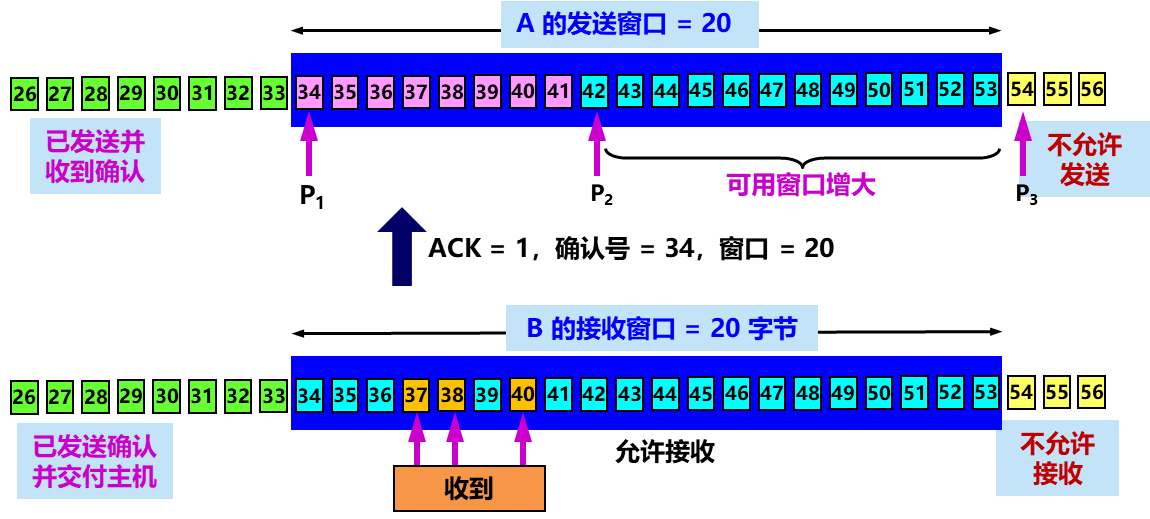 A 的发送窗口 = 20
26 27 28 29 30 31 32 33 34 35 36 37 38 39 40 41 42 43 44 45 46 47 48 49 50 51 52 53 54 55 56
已发送并
收到确认
P1
P2
可用窗口增大
P3
不允许
发送
ACK = 1，确认号 = 34，窗口 = 20
B 的接收窗口 = 20 字节
26 27 28 29 30 31 32 33 34 35 36 37 38 39 40 41 42 43 44 45 46 47 48 49 50 51 52 53 54 55 56
已发送确认
并交付主机
收到
允许接收
不允许
接收